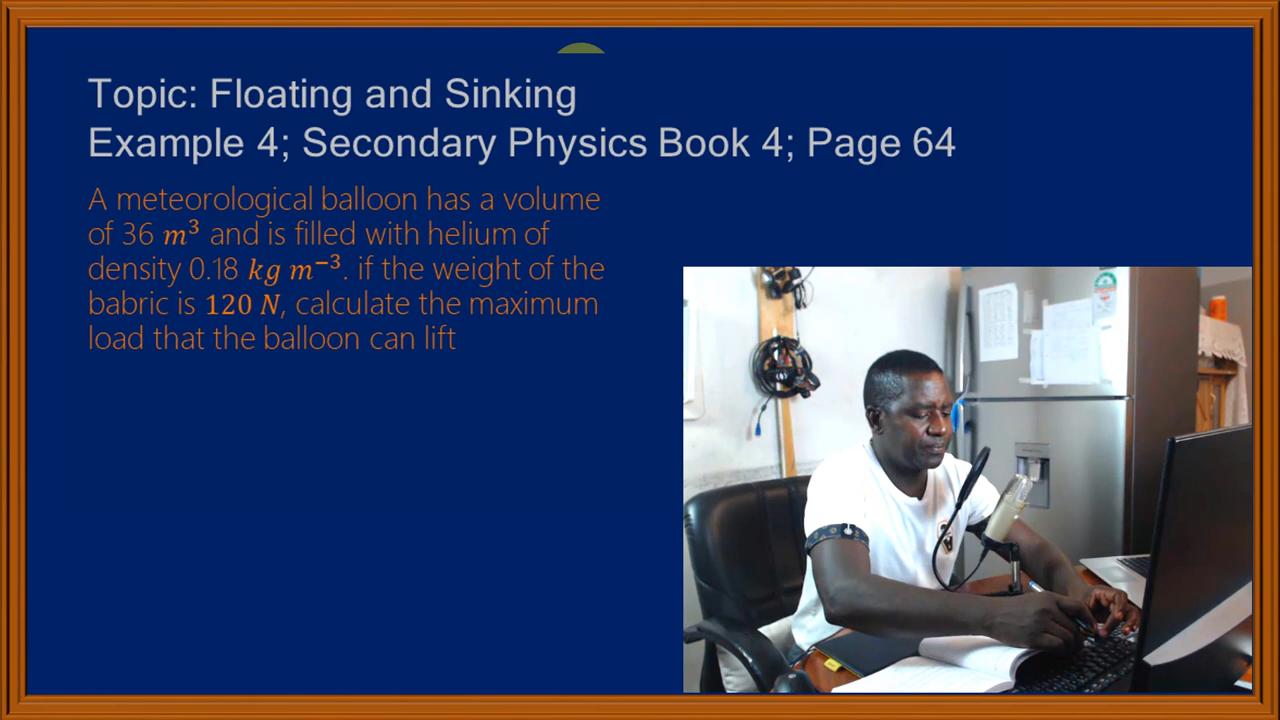 Topic: Floating and Sinking
Example 4; Secondary Physics Book 4; Page 64
A meteorological balloon has a volume
of 36 m³ and is filled with helium of
density 0.18 kg m⁻³. if the weight of the
babric is 120 N, calculate the maximum
load that the balloon can lift